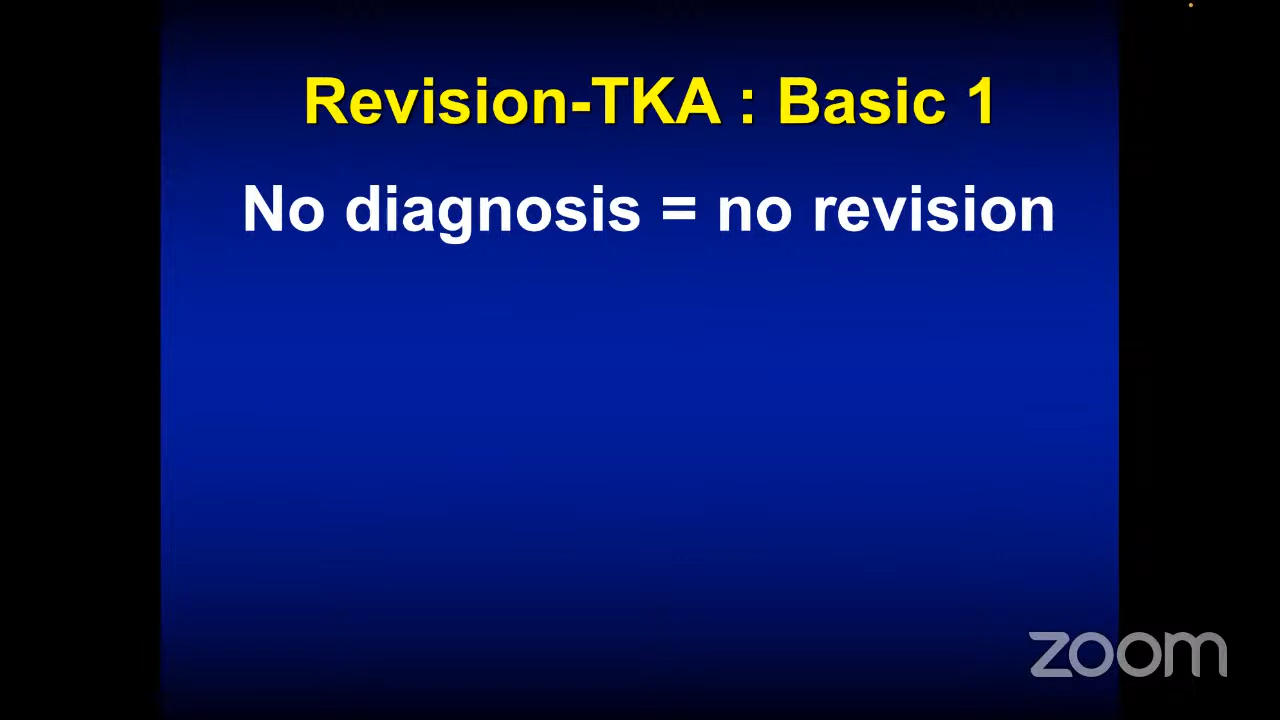 Revision-TKA : Basic 1
No diagnosis = no revision
zoom